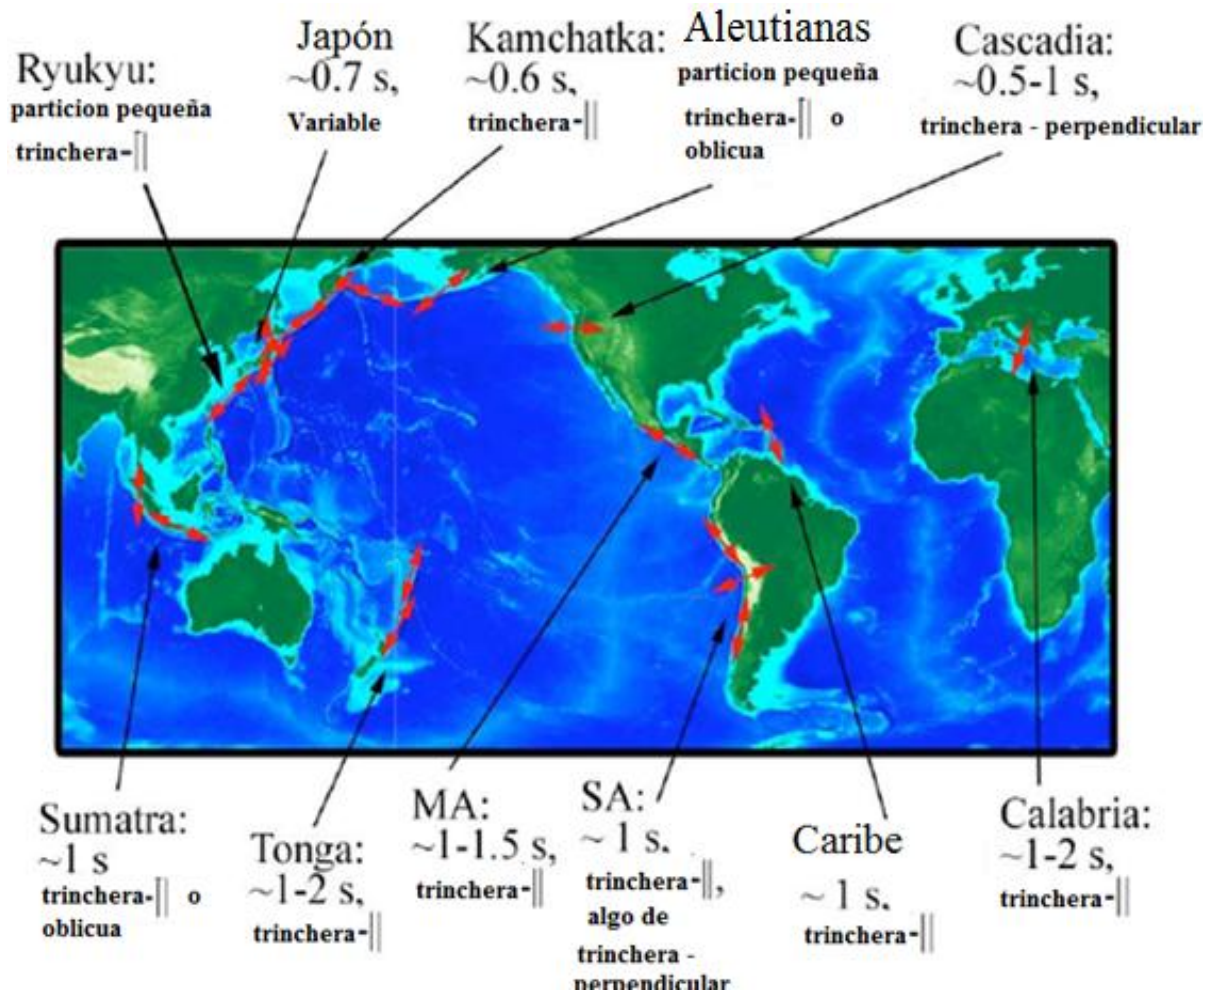 Ryukyu:
particion pequeña
trinchera-||
Japón
~0.7 s,
Variable
Kamchatka:
~0.6 s,
trinchera-||
Aleutianas
particion pequeña
trinchera-|| o
oblicua
Cascadia:
~0.5-1 s,
trinchera - perpendicular
Sumatra:
~1 s
trinchera-|| o
oblicua
Tonga:
~1-2 s,
trinchera-||
MA:
~1-1.5 s,
trinchera-||
SA:
~ 1 s.
trinchera-||,
algo de
trinchera -
perpendicular
Caribe
~ 1 s.
trinchera-||
Calabria:
~1-2 s,
trinchera-||